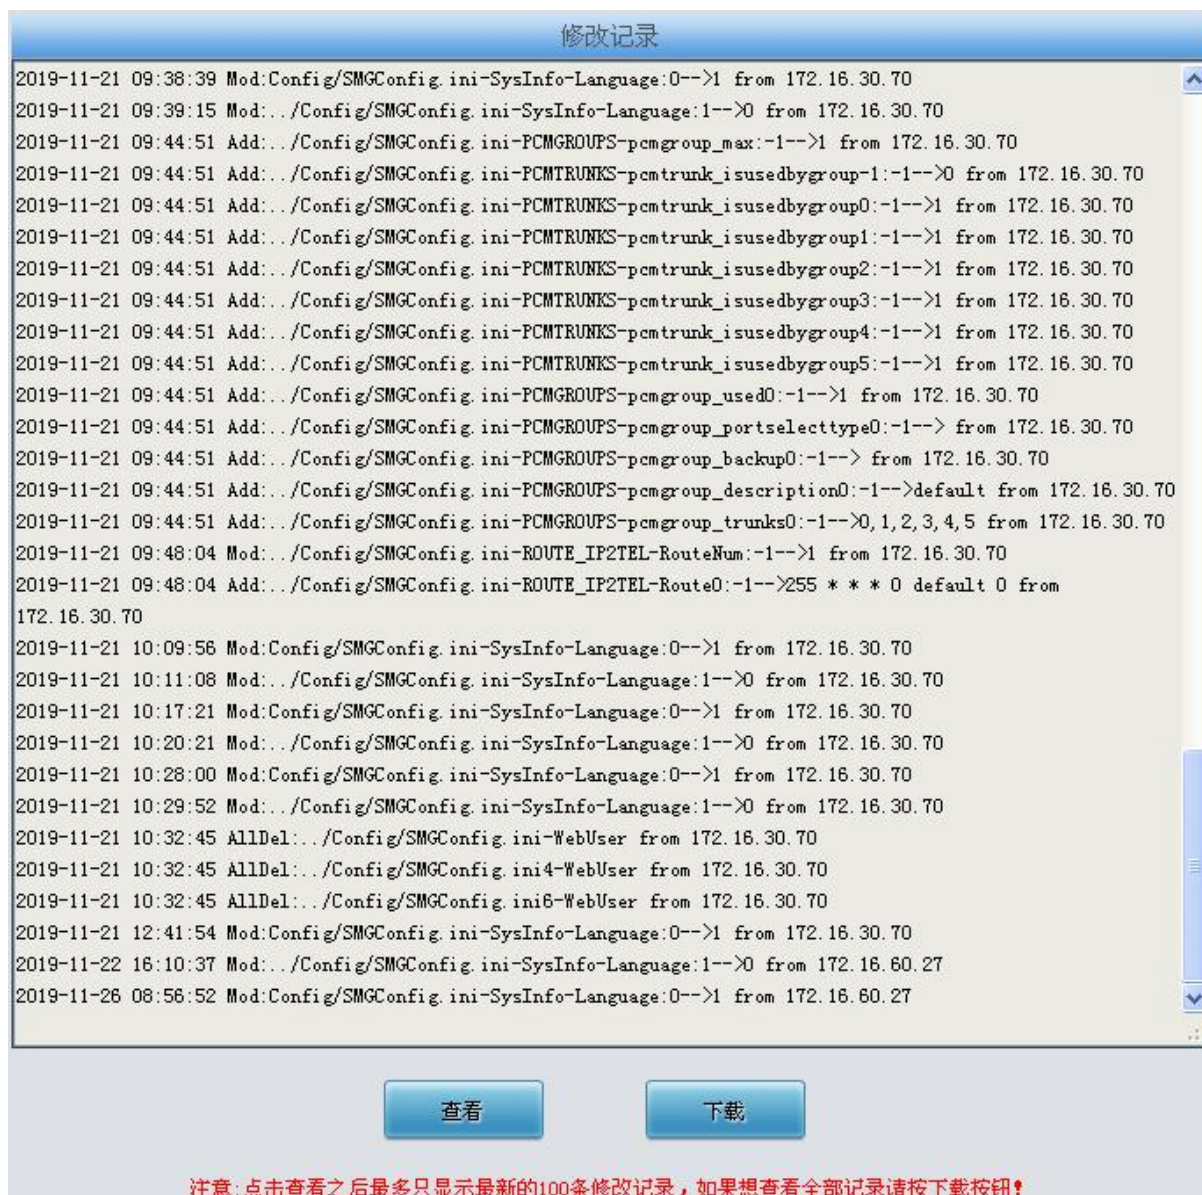 修改记录
2019-11-21 09:38:39 Mod:Config/SMGConfig.ini-SysInfo-Language:0-->1 from 172.16.30.70
2019-11-21 09:39:15 Mod:../Config/SMGConfig.ini-SysInfo-Language:1-->0 from 172.16.30.70
2019-11-21 09:44:51 Add:../Config/SMGConfig.ini-PCMGROUPS-pcmgroup_max:-1-->1 from 172.16.30.70
2019-11-21 09:44:51 Add:../Config/SMGConfig.ini-PCMTRUNKS-pcmtrunk_isusedbygroup-1:-1-->0 from 172.16.30.70
2019-11-21 09:44:51 Add:../Config/SMGConfig.ini-PCMTRUNKS-pcmtrunk_isusedbygroup0:-1-->1 from 172.16.30.70
2019-11-21 09:44:51 Add:../Config/SMGConfig.ini-PCMTRUNKS-pcmtrunk_isusedbygroup1:-1-->1 from 172.16.30.70
2019-11-21 09:44:51 Add:../Config/SMGConfig.ini-PCMTRUNKS-pcmtrunk_isusedbygroup2:-1-->1 from 172.16.30.70
2019-11-21 09:44:51 Add:../Config/SMGConfig.ini-PCMTRUNKS-pcmtrunk_isusedbygroup3:-1-->1 from 172.16.30.70
2019-11-21 09:44:51 Add:../Config/SMGConfig.ini-PCMTRUNKS-pcmtrunk_isusedbygroup4:-1-->1 from 172.16.30.70
2019-11-21 09:44:51 Add:../Config/SMGConfig.ini-PCMTRUNKS-pcmtrunk_isusedbygroup5:-1-->1 from 172.16.30.70
2019-11-21 09:44:51 Add:../Config/SMGConfig.ini-PCMGROUPS-pcmgroup_used0:-1-->1 from 172.16.30.70
2019-11-21 09:44:51 Add:../Config/SMGConfig.ini-PCMGROUPS-pcmgroup_portselecttype0:-1--> from 172.16.30.70
2019-11-21 09:44:51 Add:../Config/SMGConfig.ini-PCMGROUPS-pcmgroup_backup0:-1--> from 172.16.30.70
2019-11-21 09:44:51 Add:../Config/SMGConfig.ini-PCMGROUPS-pcmgroup_description0:-1-->default from 172.16.30.70
2019-11-21 09:44:51 Add:../Config/SMGConfig.ini-PCMGROUPS-pcmgroup_trunks0:-1-->0,1,2,3,4,5 from 172.16.30.70
2019-11-21 09:48:04 Mod:../Config/SMGConfig.ini-ROUTE_IP2TEL-RouteNum:-1-->1 from 172.16.30.70
2019-11-21 09:48:04 Add:../Config/SMGConfig.ini-ROUTE_IP2TEL-Route0:-1-->255 * * * 0 default 0 from
172.16.30.70
2019-11-21 10:09:56 Mod:Config/SMGConfig.ini-SysInfo-Language:0-->1 from 172.16.30.70
2019-11-21 10:11:08 Mod:../Config/SMGConfig.ini-SysInfo-Language:1-->0 from 172.16.30.70
2019-11-21 10:17:21 Mod:Config/SMGConfig.ini-SysInfo-Language:0-->1 from 172.16.30.70
2019-11-21 10:20:21 Mod:../Config/SMGConfig.ini-SysInfo-Language:1-->0 from 172.16.30.70
2019-11-21 10:28:00 Mod:Config/SMGConfig.ini-SysInfo-Language:0-->1 from 172.16.30.70
2019-11-21 10:29:52 Mod:../Config/SMGConfig.ini-SysInfo-Language:1-->0 from 172.16.30.70
2019-11-21 10:32:45 AllDel:../Config/SMGConfig.ini-WebUser from 172.16.30.70
2019-11-21 10:32:45 AllDel:../Config/SMGConfig.ini4-WebUser from 172.16.30.70
2019-11-21 10:32:45 AllDel:../Config/SMGConfig.ini6-WebUser from 172.16.30.70
2019-11-21 12:41:54 Mod:Config/SMGConfig.ini-SysInfo-Language:0-->1 from 172.16.30.70
2019-11-22 16:10:37 Mod:../Config/SMGConfig.ini-SysInfo-Language:1-->0 from 172.16.60.27
2019-11-26 08:56:52 Mod:Config/SMGConfig.ini-SysInfo-Language:0-->1 from 172.16.60.27
查看 下载
注意:点击查看之后最多只显示最新的100条修改记录，如果想查看全部记录请按下载按钮！